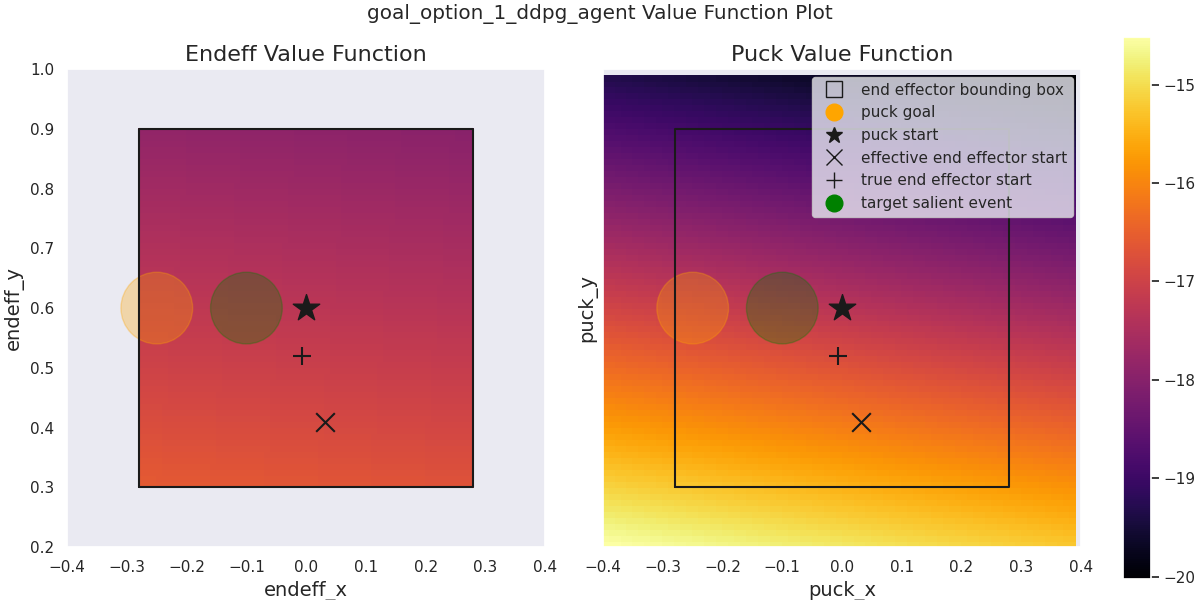 goal_option_1_ddpg_agent Value Function Plot
Endeff Value Function
1.0
0.9
0.8
0.7
0.6
0.5
0.4
0.3
0.2
endeff_y
−0.4 −0.3 −0.2 −0.1 0.0 0.1 0.2 0.3 0.4
endeff_x
Puck Value Function
end effector bounding box
puck goal
puck start
effective end effector start
true end effector start
target salient event
puck_y
−0.4 −0.3 −0.2 −0.1 0.0 0.1 0.2 0.3 0.4
puck_x
−15
−16
−17
−18
−19
−20